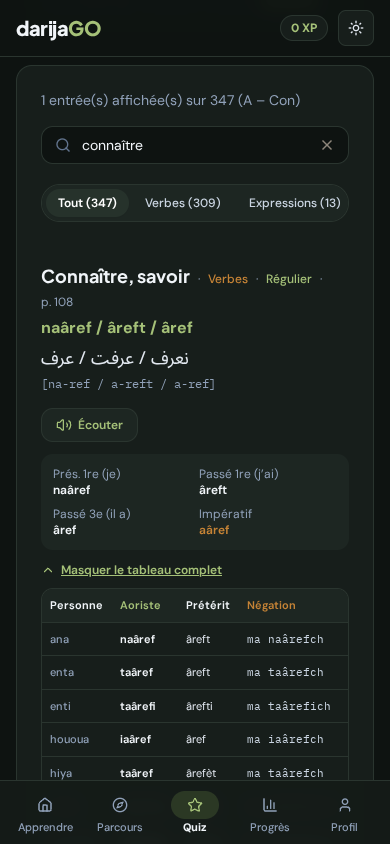 darijaGO
0 XP
1 entrée(s) affichée(s) sur 347 (A – Con)
connaître
Tout (347) Verbes (309) Expressions (13)
Connaître, savoir · Verbes · Régulier ·
p. 108
naâref / âreft / âref
نعرف / عرفت / عرف
[na-ref / a-reft / a-ref]
Écouter
Prés. 1re (je) Passé 1re (j'ai)
naâref âreft
Passé 3e (il a) Impératif
âref aâref
Masquer le tableau complet
Personne Aoriste Prétérit Négation
ana naâref âreft ma naârefch
enta taâref âreft ma taârefch
enti taârefi ârefti ma taârefich
hououa iaâref âref ma iaârefch
hiya taâref ârefèt ma taârefch
Apprendre Parcours Quiz Progrès Profil